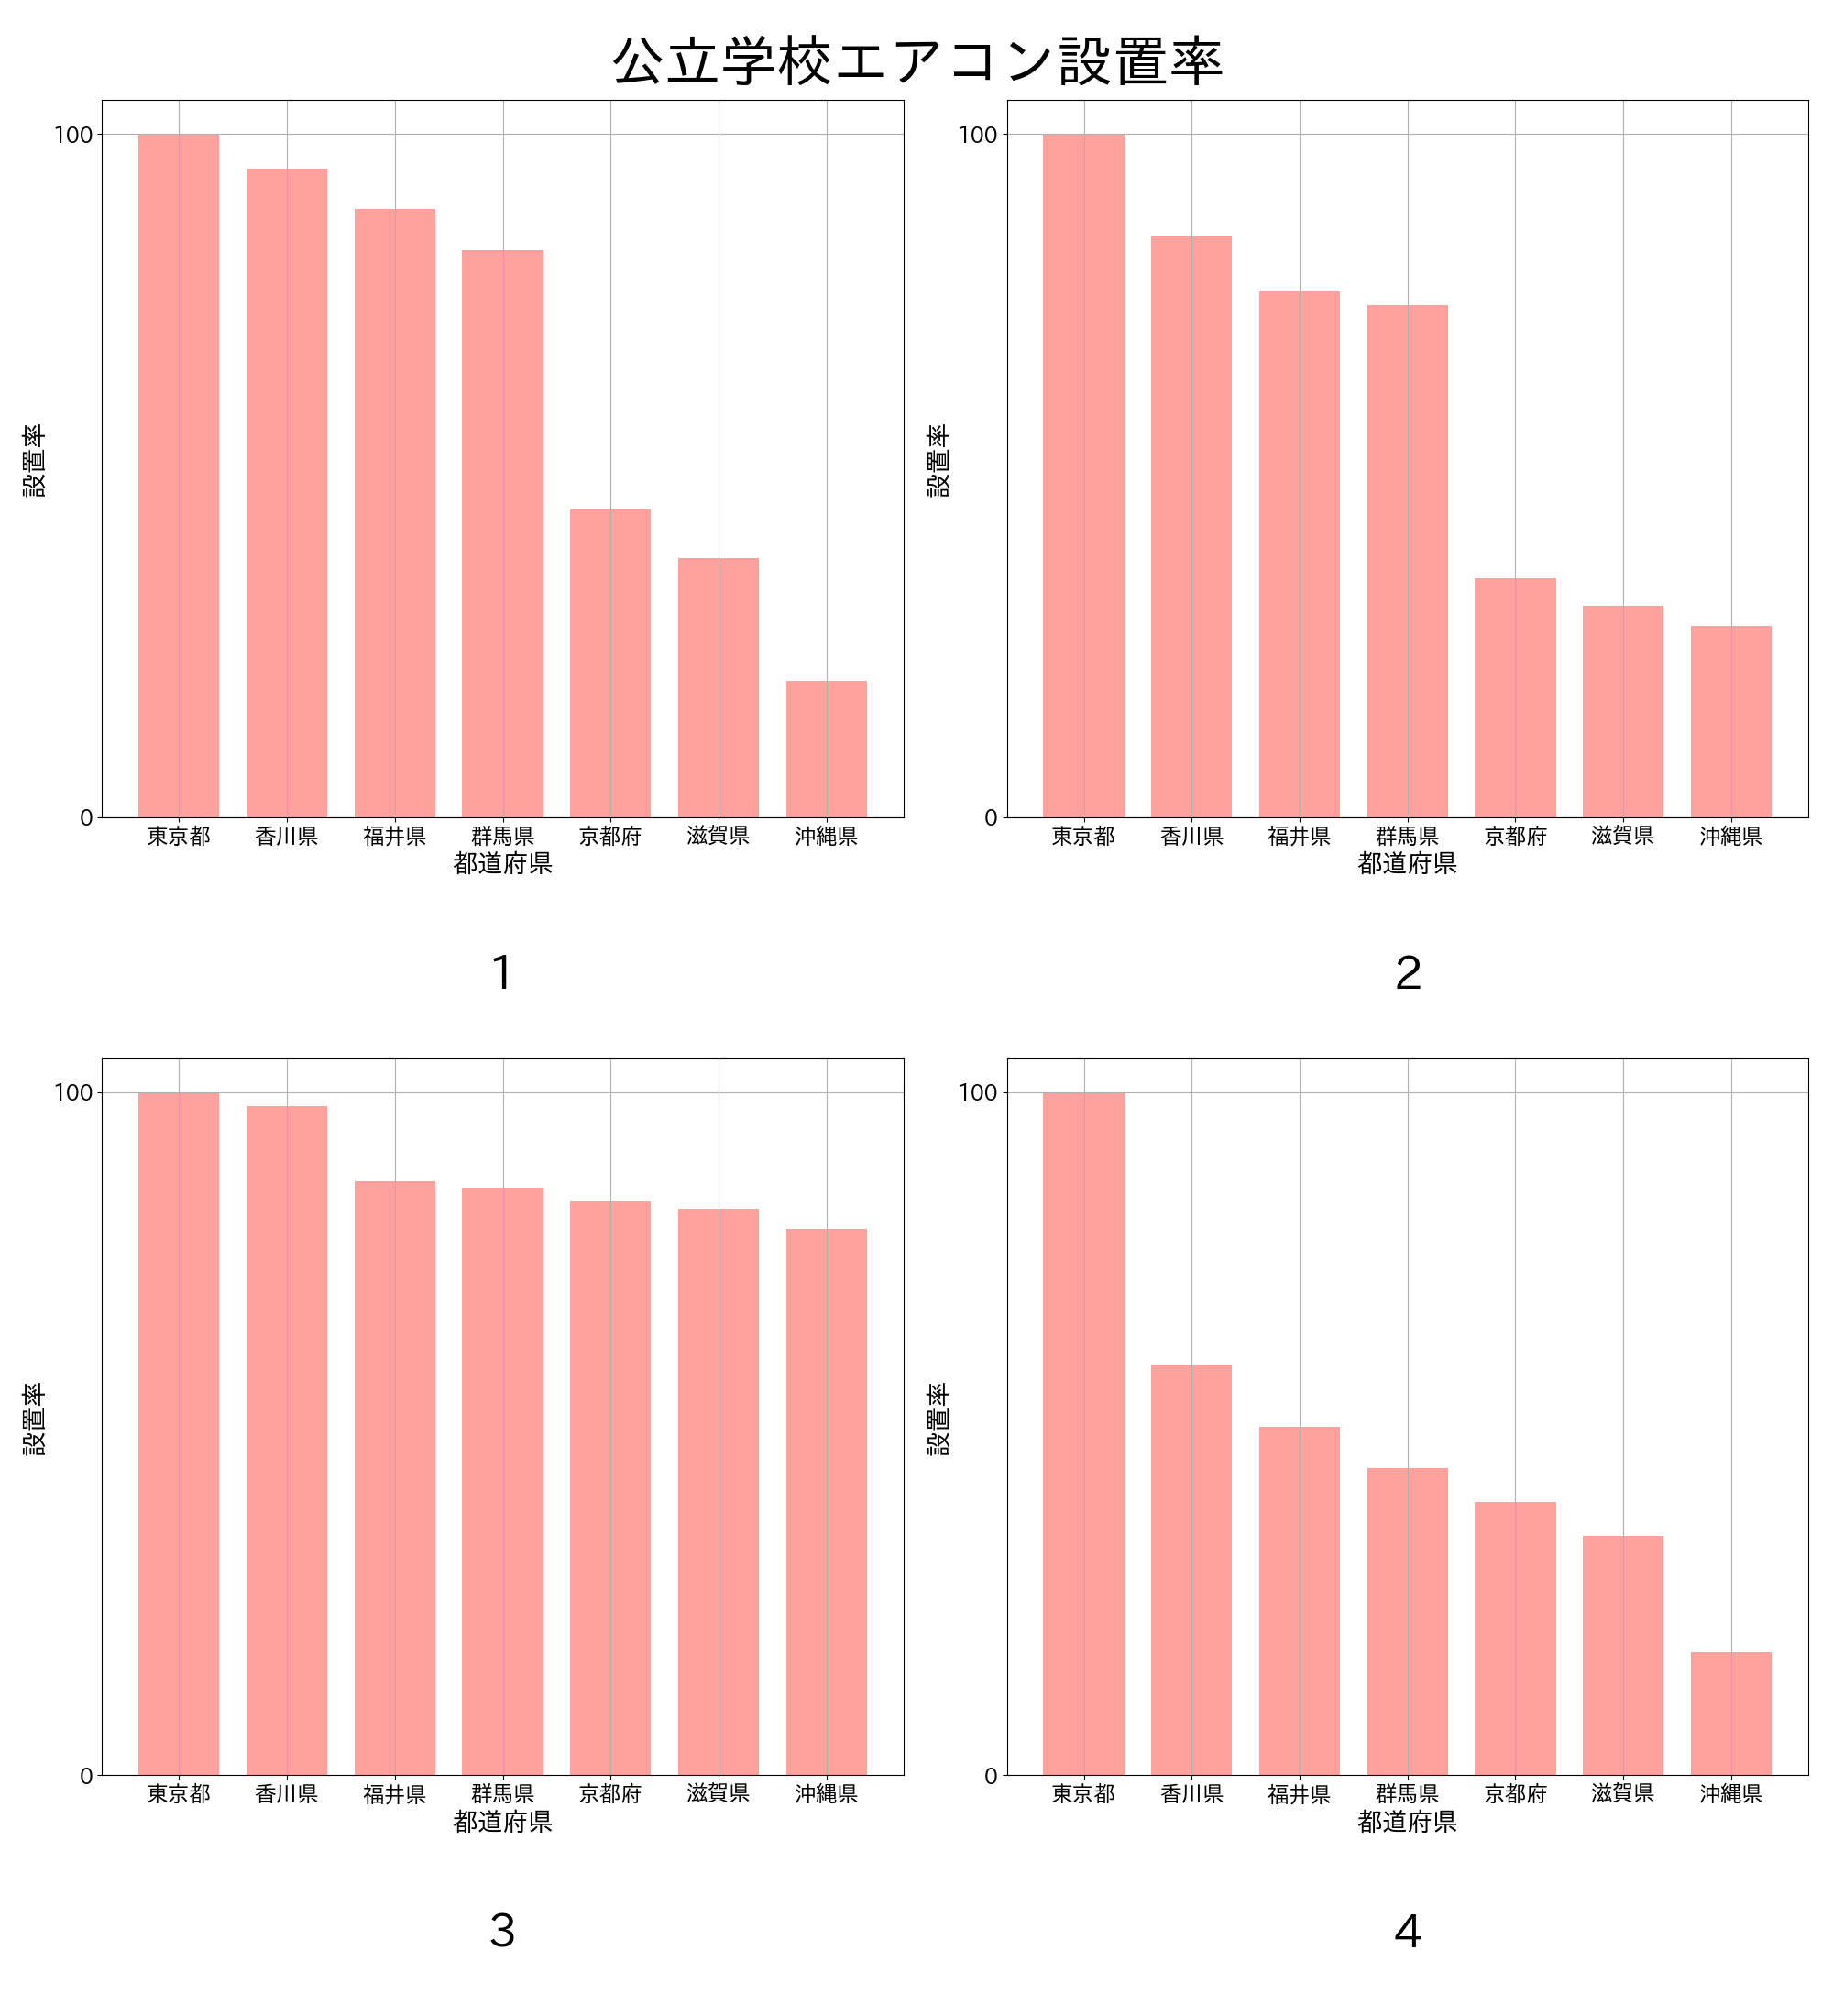 公立学校エアコン設置率
100
0
設置率
東京都 香川県 福井県 群馬県 京都府 滋賀県 沖縄県
都道府県
1
100
0
設置率
東京都 香川県 福井県 群馬県 京都府 滋賀県 沖縄県
都道府県
2
100
0
設置率
東京都 香川県 福井県 群馬県 京都府 滋賀県 沖縄県
都道府県
3
100
0
設置率
東京都 香川県 福井県 群馬県 京都府 滋賀県 沖縄県
都道府県
4